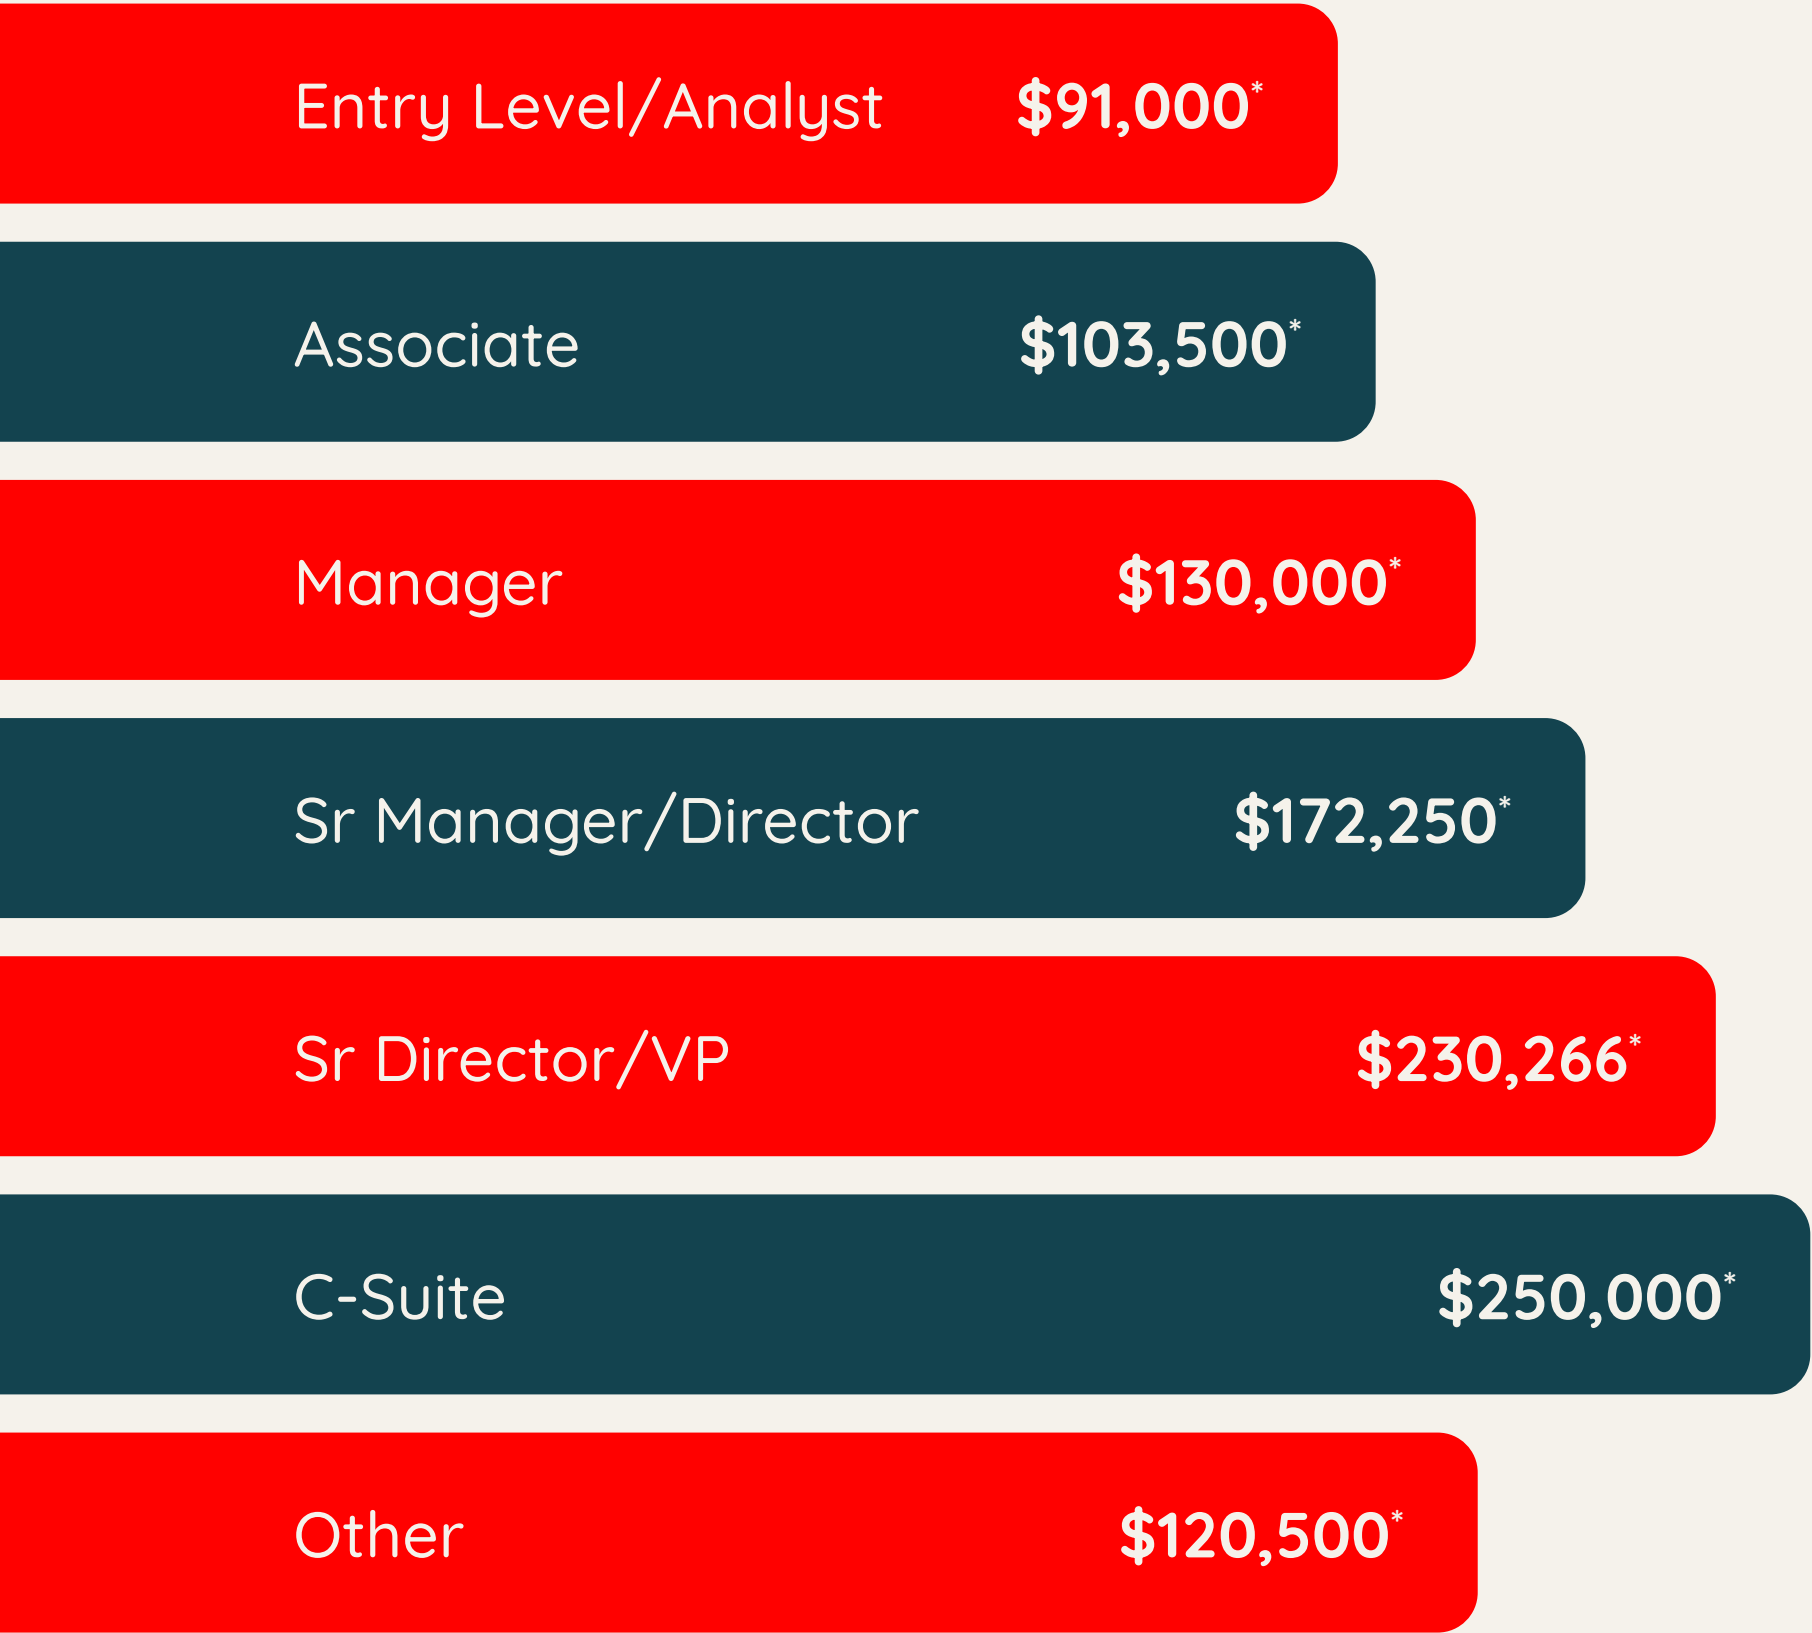 Entry Level/Analyst $91,000*
Associate $103,500*
Manager $130,000*
Sr Manager/Director $172,250*
Sr Director/VP $230,266*
C-Suite $250,000*
Other $120,500*